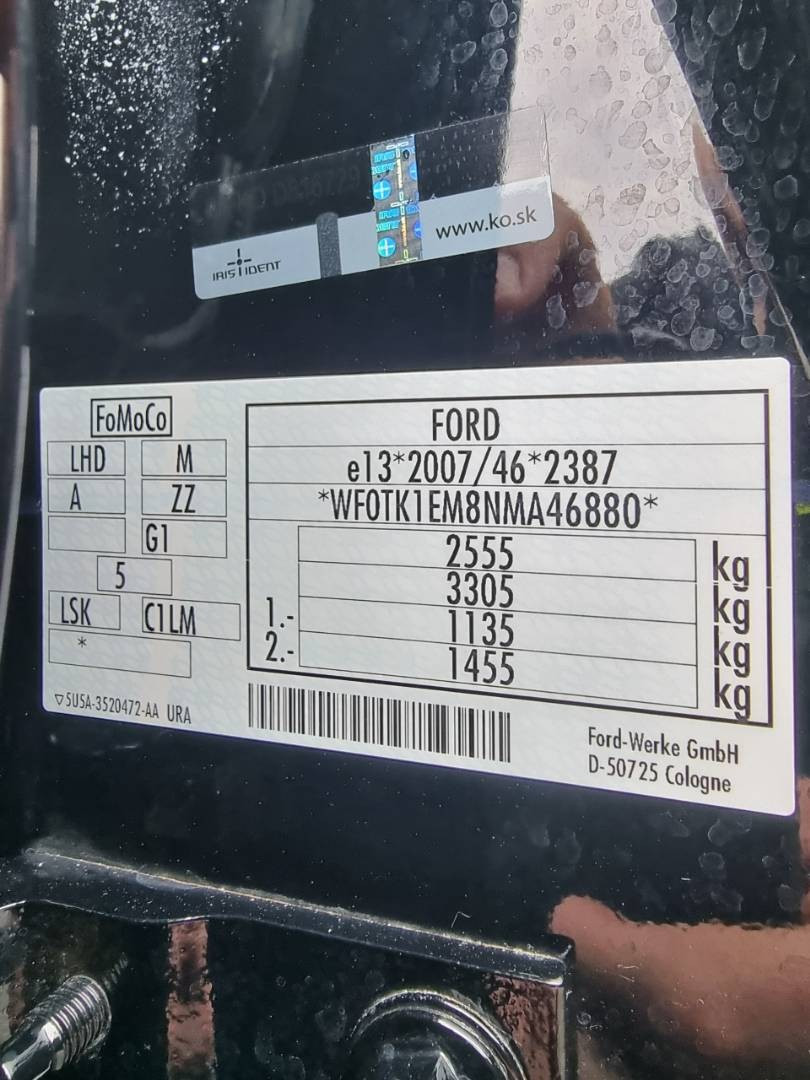 IRIS IDENT
www.ko.sk
FoMoCo
LHD M
A ZZ
G1
5
LSK C1LM
*
FORD
e13*2007/46*2387
*WF0TK1EM8NMA46880*
2555 kg
3305 kg
1.- 1135 kg
2.- 1455 kg
5USA-3520472-AA URA
Ford-Werke GmbH
D-50725 Cologne